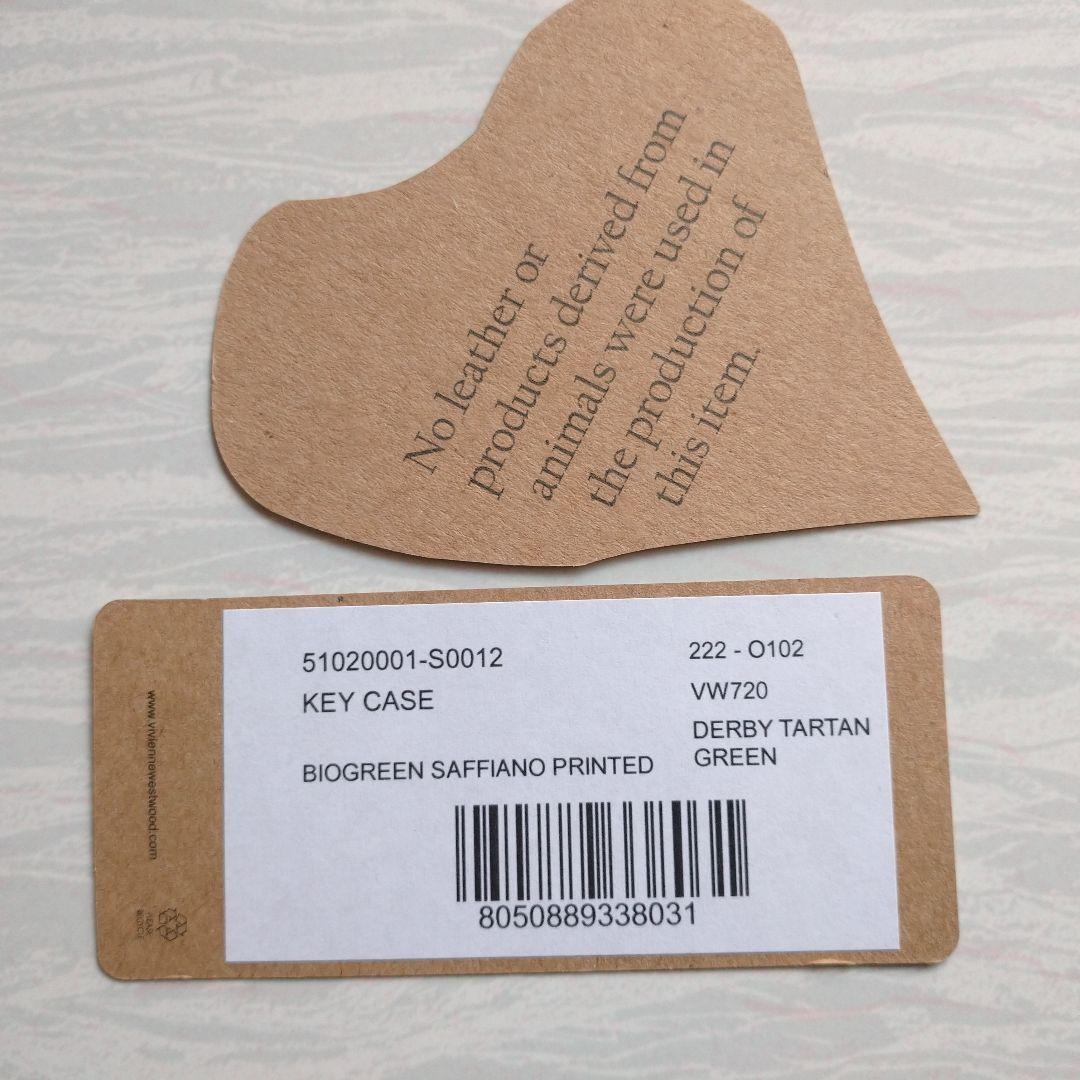 No leather or
products derived from
animals were used in
the production of
this item.
51020001-S0012
KEY CASE
BIOGREEN SAFFIANO PRINTED
222 - O102
VW720
DERBY TARTAN
GREEN
8050889338031
www.viviennewestwood.com